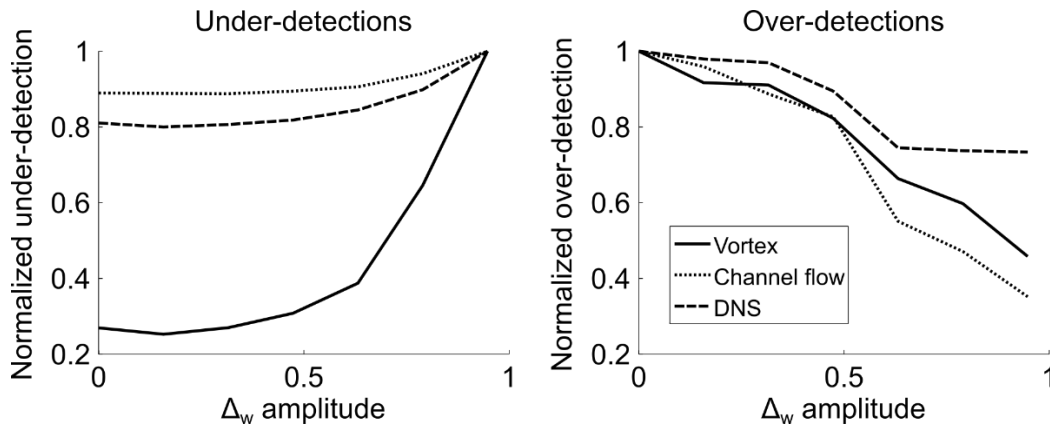 Under-detections
Normalized under-detection
1
0.8
0.6
0.4
0.2
0
0.5
1
Δw amplitude
Over-detections
Normalized over-detection
1
0.8
0.6
0.4
0.2
Vortex
Channel flow
DNS
0
0.5
1
Δw amplitude